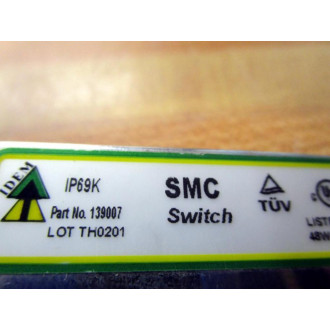 IDEM
IP69K
Part No. 139007
LOT TH0201
SMC
Switch
TÜV